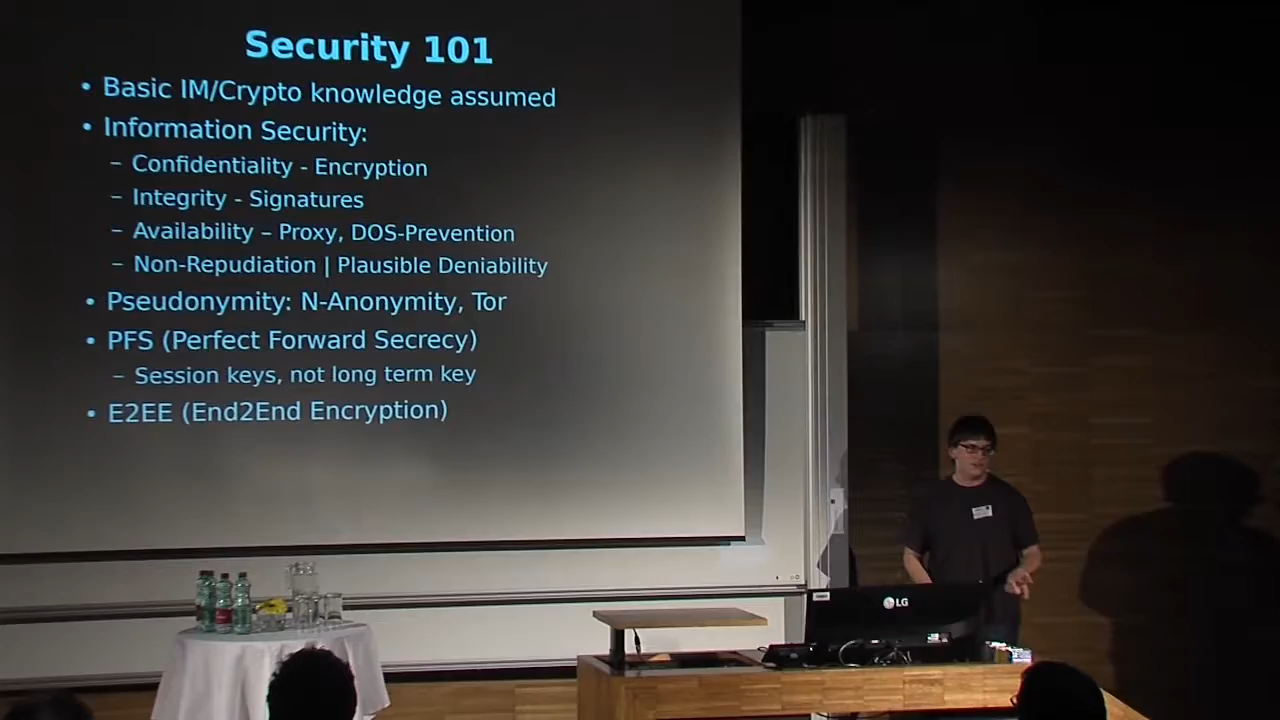 Security 101
• Basic IM/Crypto knowledge assumed
• Information Security:
– Confidentiality - Encryption
– Integrity - Signatures
– Availability – Proxy, DOS-Prevention
– Non-Repudiation | Plausible Deniability
• Pseudonymity: N-Anonymity, Tor
• PFS (Perfect Forward Secrecy)
– Session keys, not long term key
• E2EE (End2End Encryption)
LG